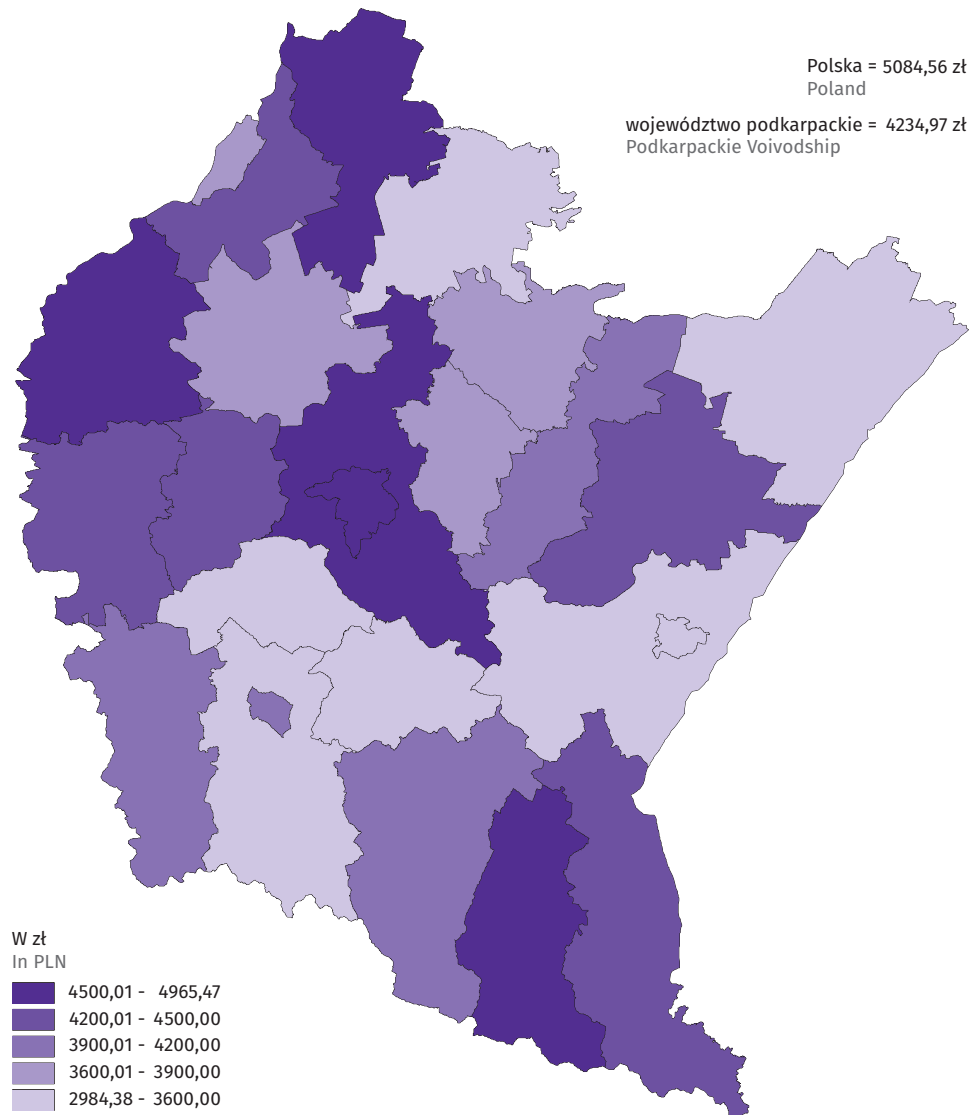 Polska = 5084,56 zł
Poland
województwo podkarpackie = 4234,97 zł
Podkarpackie Voivodship
W zł
In PLN
4500,01 - 4965,47
4200,01 - 4500,00
3900,01 - 4200,00
3600,01 - 3900,00
2984,38 - 3600,00